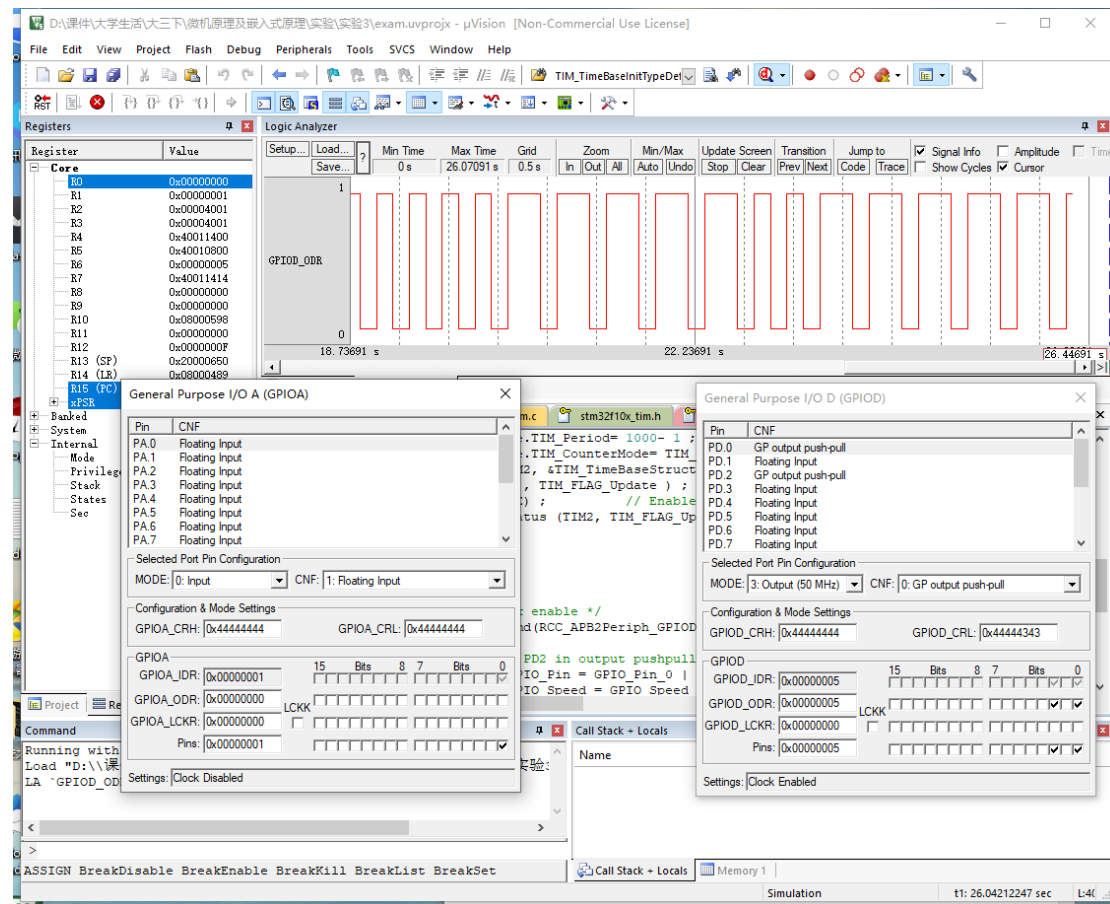 D:\课件\大学生活\大三下\微机原理及嵌入式原理\实验\实验3\exam.uvprojx - µVision [Non-Commercial Use License]
File Edit View Project Flash Debug Peripherals Tools SVCS Window Help
TIM_TimeBaseInitTypeDef
RST
Registers
Logic Analyzer
Register Value
Core
R0 0x00000000
R1 0x00000001
R2 0x00004001
R3 0x00004001
R4 0x40011400
R5 0x40010800
R6 0x00000005
R7 0x40011414
R8 0x00000000
R9 0x00000000
R10 0x08000598
R11 0x00000000
R12 0x0000000F
R13 (SP) 0x20000650
R14 (LR) 0x08000489
R15 (PC)
xPSR
Banked
System
Internal
Mode
Privileg
Stack
States
Sec
Setup... Load... ? Min Time Max Time Grid Zoom Min/Max Update Screen Transition Jump to Signal Info Amplitude Time
Save... 0 s 26.07091 s 0.5 s In Out All Auto Undo Stop Clear Prev Next Code Trace Show Cycles Cursor
1
GPIOD_ODR
0
18.73691 s 22.23691 s 26.44691 s
m.c stm32f10x_tim.h
.TIM_Period= 1000- 1 ;
.TIM_CounterMode= TIM_
M2, &TIM_TimeBaseStruct
, TIM_FLAG_Update ) ;
) ; // Enable
tus (TIM2, TIM_FLAG_Up
enable */
nd(RCC_APB2Periph_GPIOD
PD2 in output pushpull
IO_Pin = GPIO_Pin_0 |
PIO Speed = GPIO Speed
General Purpose I/O A (GPIOA)
Pin CNF
PA.0 Floating Input
PA.1 Floating Input
PA.2 Floating Input
PA.3 Floating Input
PA.4 Floating Input
PA.5 Floating Input
PA.6 Floating Input
PA.7 Floating Input
Selected Port Pin Configuration
MODE: 0: Input CNF: 1: Floating Input
Configuration & Mode Settings
GPIOA_CRH: 0x44444444 GPIOA_CRL: 0x44444444
GPIOA
15 Bits 8 7 Bits 0
GPIOA_IDR: 0x00000001
GPIOA_ODR: 0x00000000
LCKK
GPIOA_LCKR: 0x00000000
Pins: 0x00000001
Settings: Clock Disabled
General Purpose I/O D (GPIOD)
Pin CNF
PD.0 GP output push-pull
PD.1 Floating Input
PD.2 GP output push-pull
PD.3 Floating Input
PD.4 Floating Input
PD.5 Floating Input
PD.6 Floating Input
PD.7 Floating Input
Selected Port Pin Configuration
MODE: 3: Output (50 MHz) CNF: 0: GP output push-pull
Configuration & Mode Settings
GPIOD_CRH: 0x44444444 GPIOD_CRL: 0x44444343
GPIOD
15 Bits 8 7 Bits 0
GPIOD_IDR: 0x00000005
GPIOD_ODR: 0x00000005
LCKK
GPIOD_LCKR: 0x00000000
Pins: 0x00000005
Settings: Clock Enabled
Project Re
Command
Running with
Load "D:\\课
实验
LA `GPIOD_OD
>
ASSIGN BreakDisable BreakEnable BreakKill BreakList BreakSet
Call Stack + Locals
Name
Call Stack + Locals Memory 1
Simulation t1: 26.04212247 sec